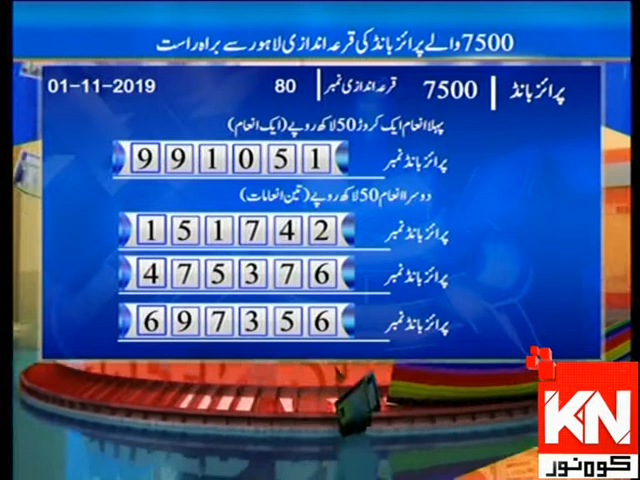 7500 والے پرائز بانڈ کی قرعہ اندازی لاہور سے براہ راست
پرائز بانڈ 7500 قرعہ اندازی نمبر 80 01-11-2019
پہلا انعام ایک کروڑ 50 لاکھ روپے (ایک انعام)
پرائز بانڈ نمبر 991051
دوسرا انعام 50 لاکھ روپے (تین انعامات)
پرائز بانڈ نمبر 151742
پرائز بانڈ نمبر 475376
پرائز بانڈ نمبر 697356
KN
کوہ نور